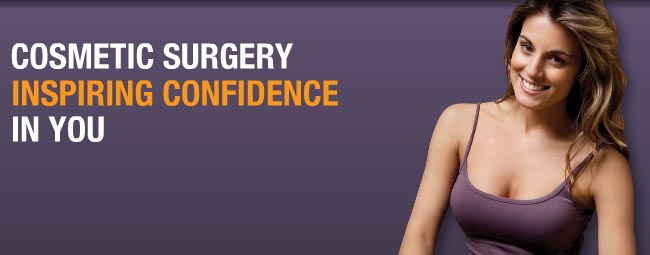 COSMETIC SURGERY
INSPIRING CONFIDENCE
IN YOU